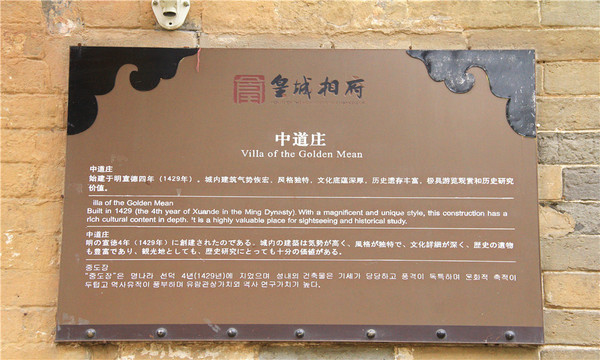 皇城相府
中道庄
Villa of the Golden Mean
中道庄
始建于明宣德四年（1429年）。城内建筑气势恢宏，风格独特，文化底蕴深厚，历史遗存丰富，极具游览观赏和历史研究
价值。
illa of the Golden Mean
Built in 1429 (the 4th year of Xuande in the Ming Dynasty). With a magnificent and unique style, this construction has a
rich cultural content in depth. It is a highly valuable place for sightseeing and historical study.
中道庄
明の宣徳4年（1429年）に創建されたのである。城内の建築は気勢が高く、風格が独特で、文化詳細が深く、歴史の遺物
も豊富であり、観光地としても、歴史研究にとっても十分の価値がある。
중도장
"중도장"은 명나라 선덕 4년(1429년)에 지었으며 성내의 건축물은 기세가 당당하고 풍격이 독특하며 문화적 축적이
두텁고 역사유적이 풍부하며 유람관상가치와 역사 연구가치가 높다.